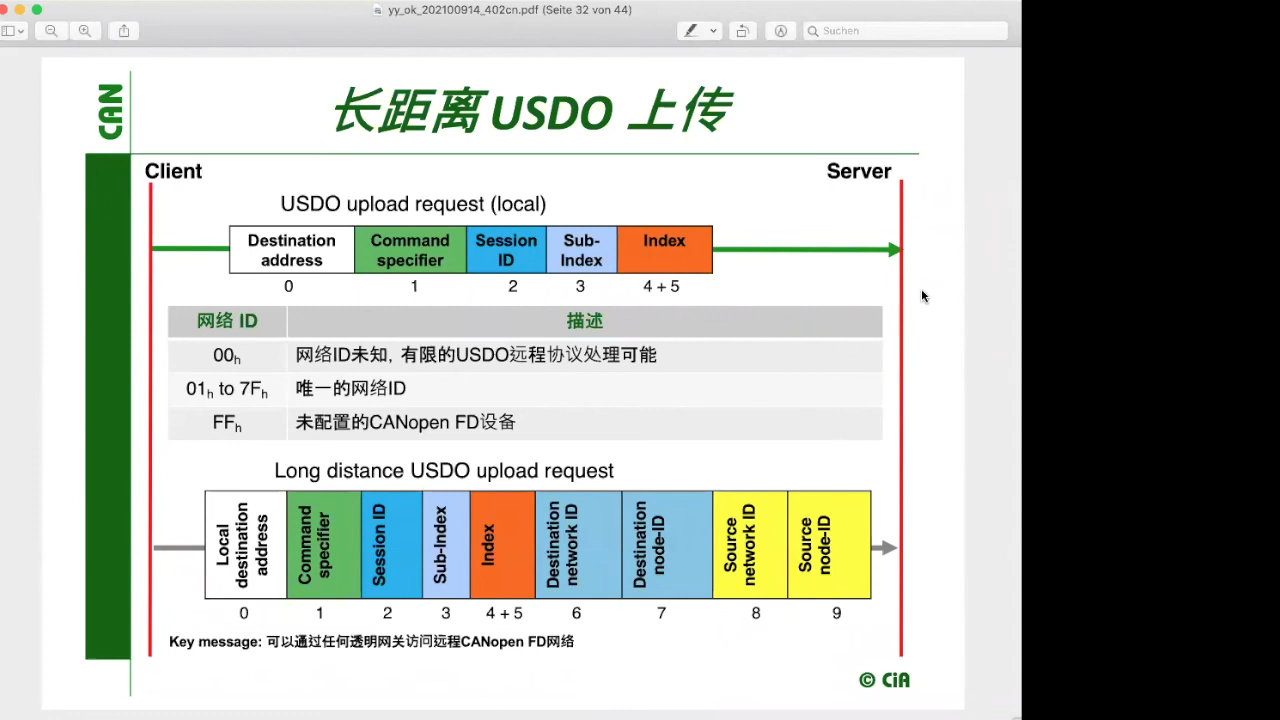 yy_ok_202100914_402cn.pdf (Seite 32 von 44)
Suchen
CAN
长距离USDO 上传
Client
Server
USDO upload request (local)
Destination address
Command specifier
Session ID
Sub-Index
Index
0 1 2 3 4 + 5
网络 ID 描述
00h 网络ID未知, 有限的USDO远程协议处理可能
01h to 7Fh 唯一的网络ID
FFh 未配置的CANopen FD设备
Long distance USDO upload request
Local destination address
Command specifier
Session ID
Sub-Index
Index
Destination network ID
Destination node-ID
Source network ID
Source node-ID
0 1 2 3 4 + 5 6 7 8 9
Key message: 可以通过任何透明网关访问远程CANopen FD网络
© CiA